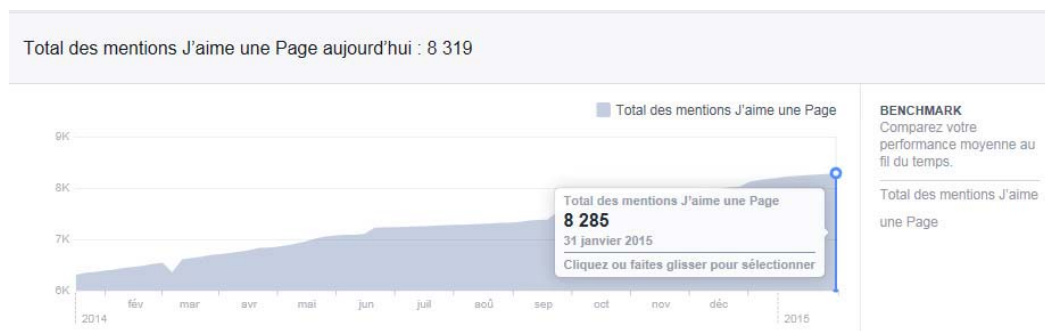 Total des mentions J'aime une Page aujourd'hui : 8 319
Total des mentions J'aime une Page
9K
8K
7K
6K
fév mar avr mai jun juil aoû sep oct nov déc
2014 2015
Total des mentions J'aime une Page
8 285
31 janvier 2015
Cliquez ou faites glisser pour sélectionner
BENCHMARK
Comparez votre
performance moyenne au
fil du temps.
Total des mentions J'aime
une Page